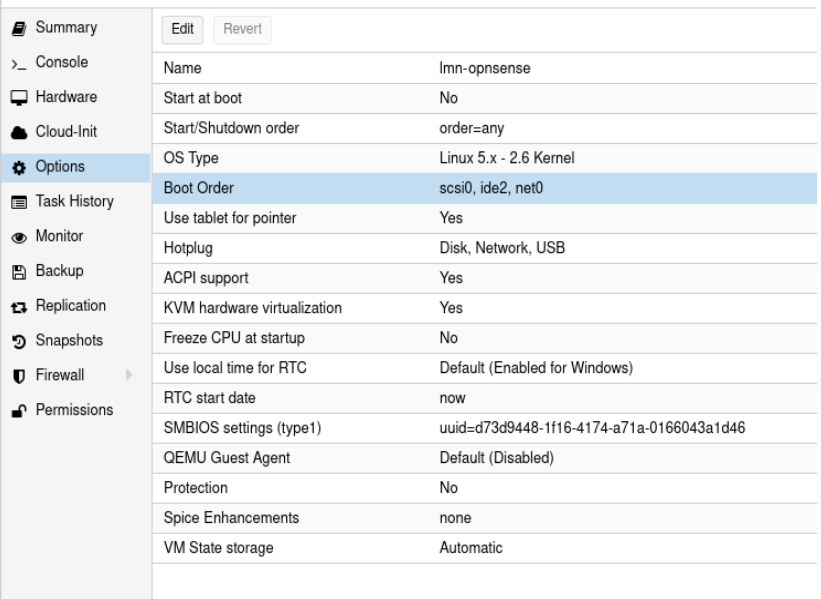 Summary
Console
Hardware
Cloud-Init
Options
Task History
Monitor
Backup
Replication
Snapshots
Firewall
Permissions
Edit Revert
Name lmn-opnsense
Start at boot No
Start/Shutdown order order=any
OS Type Linux 5.x - 2.6 Kernel
Boot Order scsi0, ide2, net0
Use tablet for pointer Yes
Hotplug Disk, Network, USB
ACPI support Yes
KVM hardware virtualization Yes
Freeze CPU at startup No
Use local time for RTC Default (Enabled for Windows)
RTC start date now
SMBIOS settings (type1) uuid=d73d9448-1f16-4174-a71a-0166043a1d46
QEMU Guest Agent Default (Disabled)
Protection No
Spice Enhancements none
VM State storage Automatic